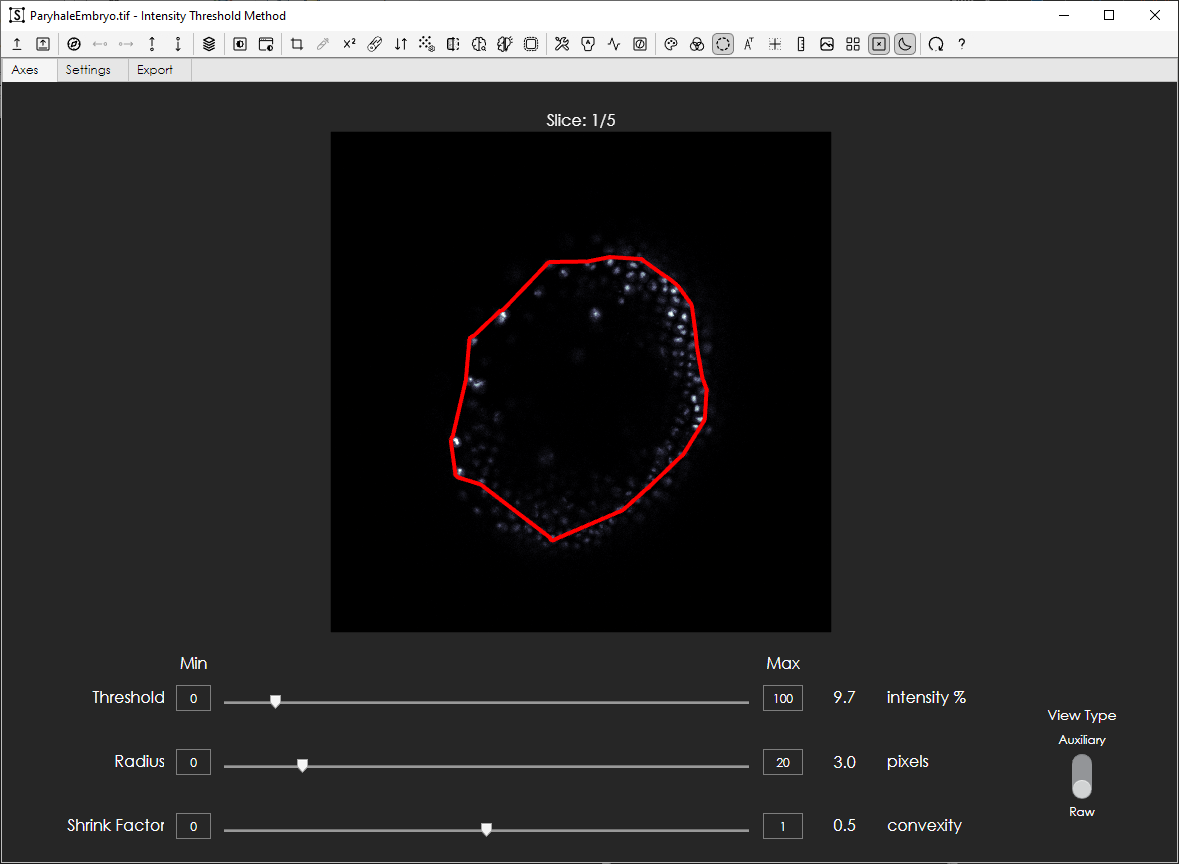 ParyhaleEmbryo.tif - Intensity Threshold Method
Axes Settings Export
Slice: 1/5
Min Max
Threshold 0 100 9.7 intensity %
View Type
Auxiliary
Radius 0 20 3.0 pixels
Raw
Shrink Factor 0 1 0.5 convexity